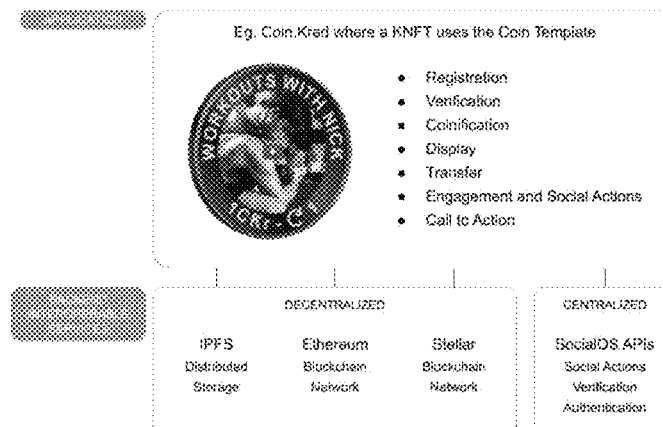 Eg. Coin.Kred where a KNFT uses the Coin Template
WORKOUTS WITH NICK
Registration
Verification
Coinification
Display
Transfer
Engagement and Social Actions
Call to Action
DECENTRALIZED
CENTRALIZED
IPFS
Distributed
Storage
Ethereum
Blockchain
Network
Stellar
Blockchain
Network
SocialOS APIs
Social Actions
Verification
Authentication